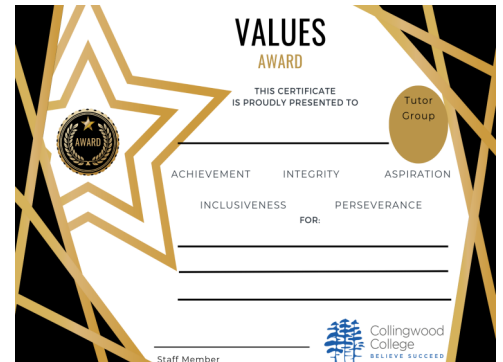 VALUES
AWARD
THIS CERTIFICATE
IS PROUDLY PRESENTED TO
Tutor
Group
AWARD
ACHIEVEMENT INTEGRITY ASPIRATION
INCLUSIVENESS PERSEVERANCE
FOR:
Collingwood
College
BELIEVE SUCCEED
Staff Member